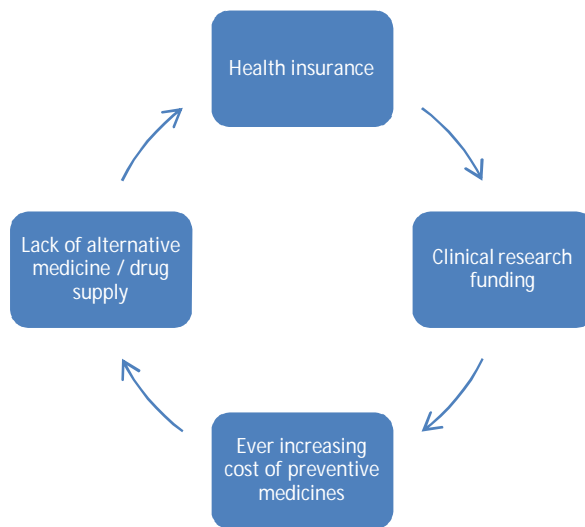 Health insurance
Clinical research
funding
Ever increasing
cost of preventive
medicines
Lack of alternative
medicine / drug
supply